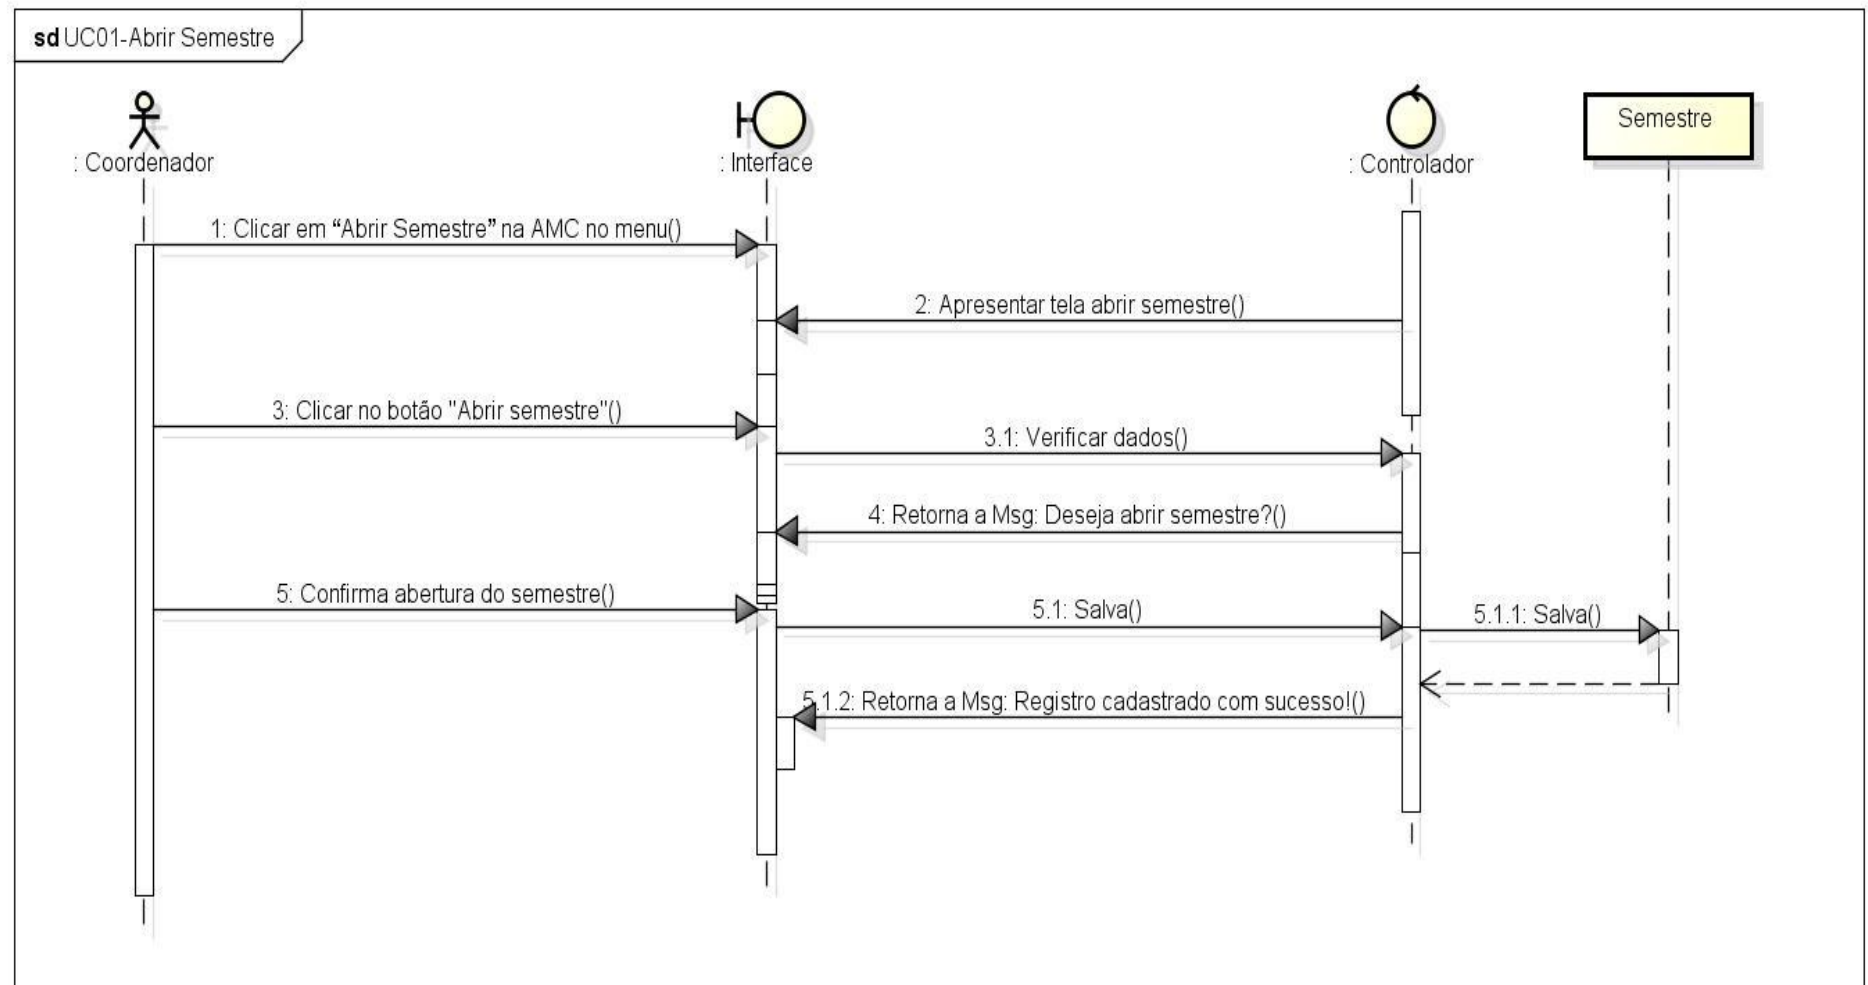 sd UC01-Abrir Semestre
: Coordenador
: Interface
: Controlador
Semestre
1: Clicar em “Abrir Semestre” na AMC no menu()
2: Apresentar tela abrir semestre()
3: Clicar no botão "Abrir semestre"()
3.1: Verificar dados()
4: Retorna a Msg: Deseja abrir semestre?()
5: Confirma abertura do semestre()
5.1: Salva()
5.1.1: Salva()
5.1.2: Retorna a Msg: Registro cadastrado com sucesso!()